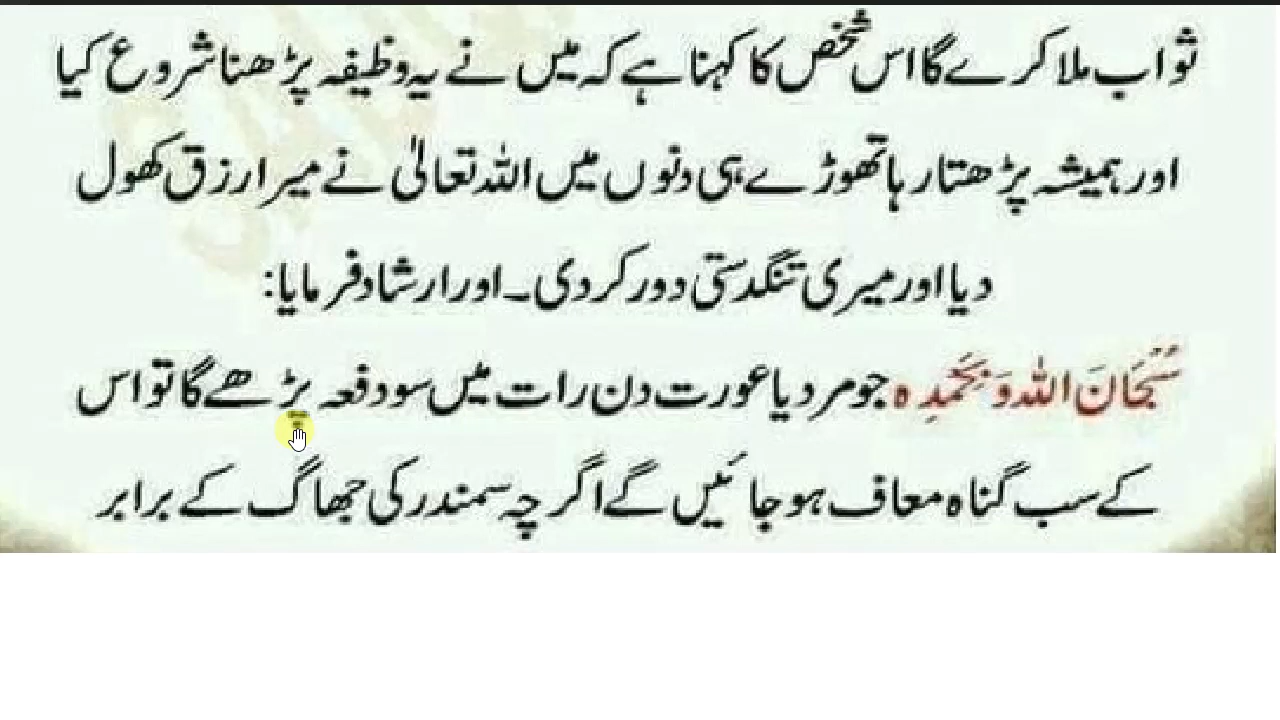 ثواب ملا کرے گا اس شخص کا کہنا ہے کہ میں نے یہ وظیفہ پڑھنا شروع کیا
اور ہمیشہ پڑھتا رہا تھوڑے ہی دنوں میں اللہ تعالیٰ نے میرا رزق کھول
دیا اور میری تنگدستی دور کر دی۔ اور ارشاد فرمایا:
سُبْحَانَ اللہ وَبِحَمْدِہ جو مرد یا عورت دن رات میں سو دفعہ پڑھے گا تو اس
کے سب گناہ معاف ہو جائیں گے اگرچہ سمندر کی جھاگ کے برابر